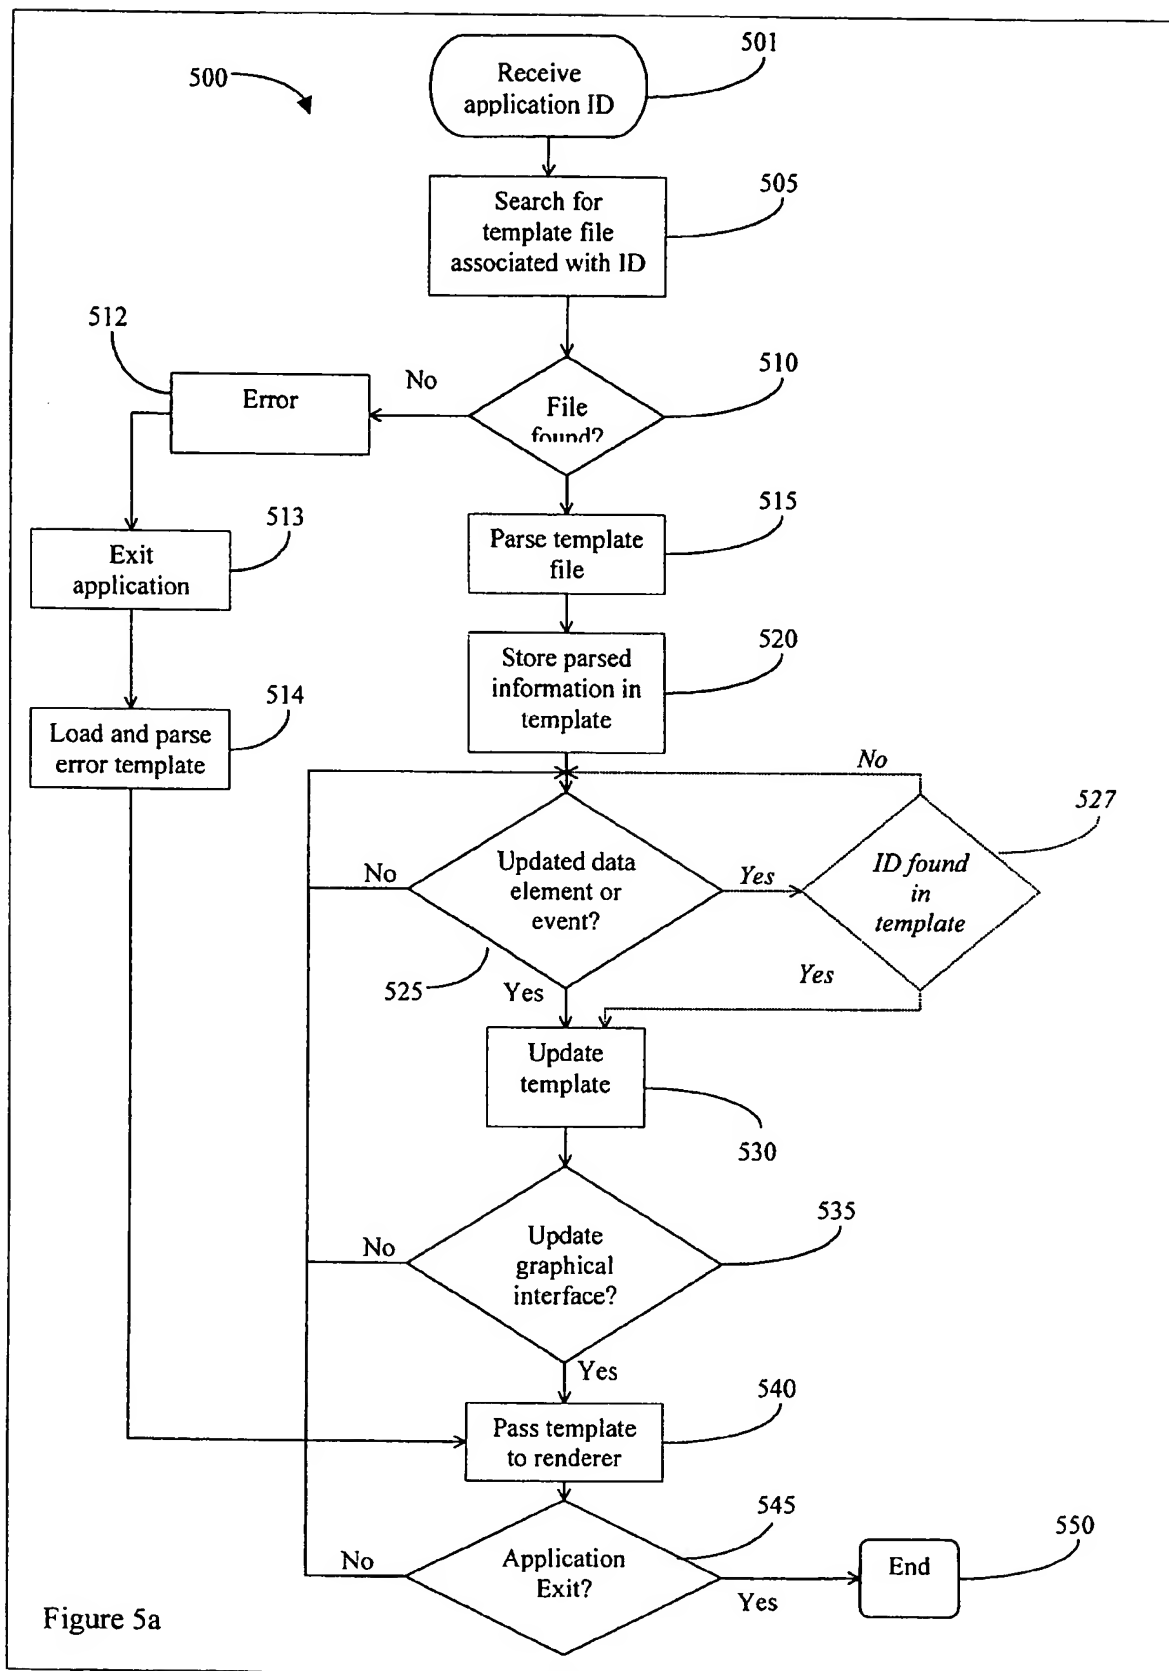 501
500
Receive
application ID
505
Search for
template file
associated with ID
512
510
No
Error
File
found?
515
513
Parse template
file
Exit
application
520
Store parsed
information in
template
514
Load and parse
error template
No
527
No
Updated data
element or
event?
Yes
ID found
in
template
525
Yes
Yes
Update
template
530
535
No
Update
graphical
interface?
Yes
540
Pass template
to renderer
545
550
No
Application
Exit?
Yes
End
Figure 5a